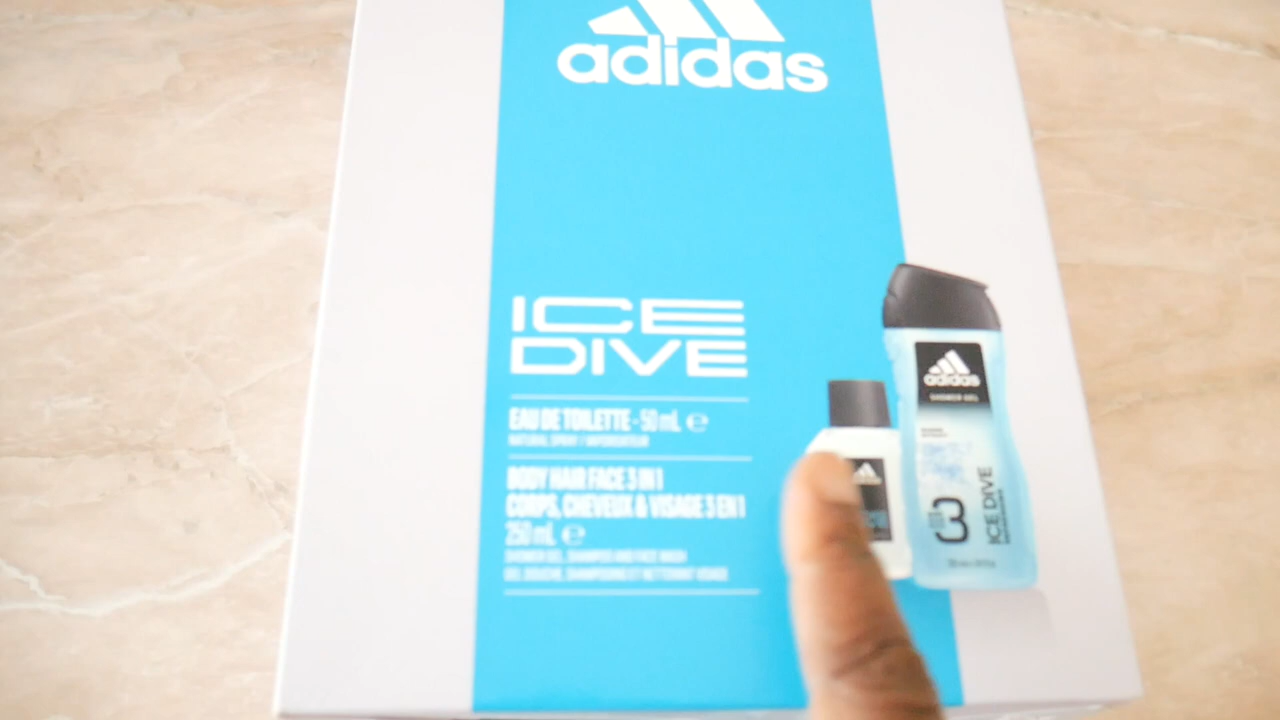 adidas
ICE
DIVE
EAU DE TOILETTE - 50 mL ℮
NATURAL SPRAY / VAPORISATEUR
BODY HAIR FACE 3 IN 1
CORPS, CHEVEUX & VISAGE 3 EN 1
250 mL ℮
SHOWER GEL, SHAMPOO AND FACE WASH
GEL DOUCHE, SHAMPOOING ET NETTOYANT VISAGE
adidas
SHOWER GEL
3
ICE DIVE